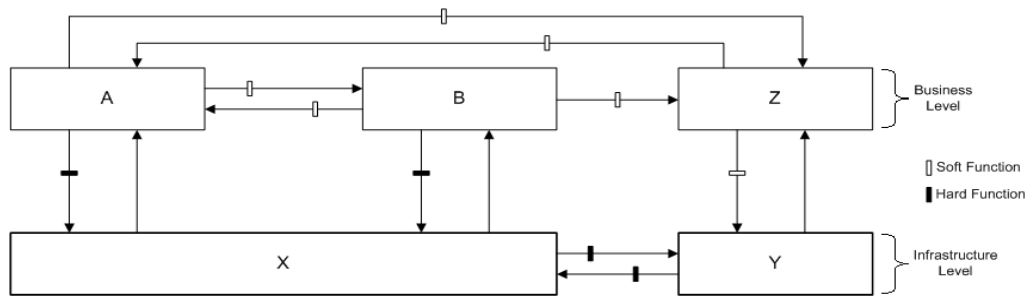 A
B
Z
Business
Level
Soft Function
Hard Function
X
Y
Infrastructure
Level